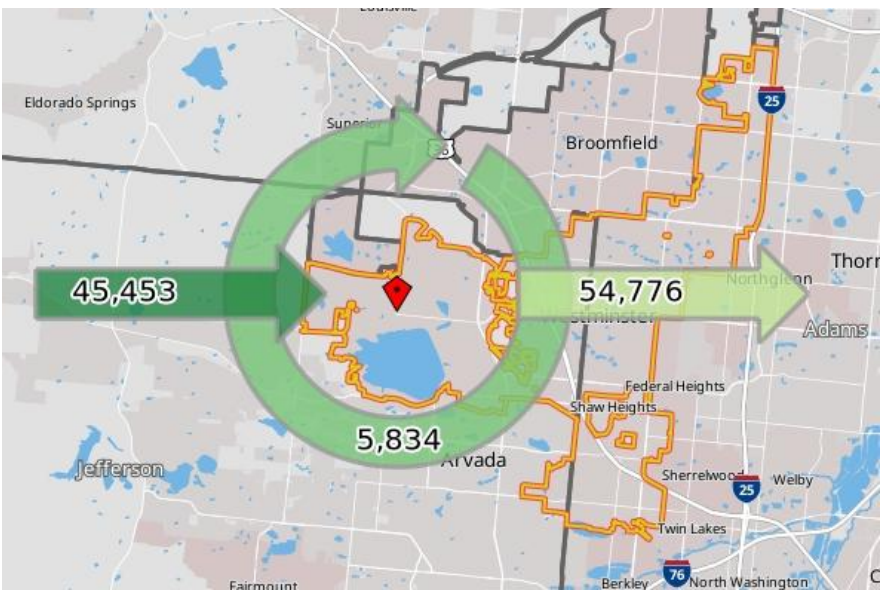 Louisville
Eldorado Springs
Superior
25
Broomfield
Thorn
Northglenn
45,453
54,776
Westminster
Adams
Federal Heights
Shaw Heights
5,834
Arvada
Jefferson
Sherrelwood
25
Welby
Twin Lakes
Fairmount
Berkley
76
North Washington
C